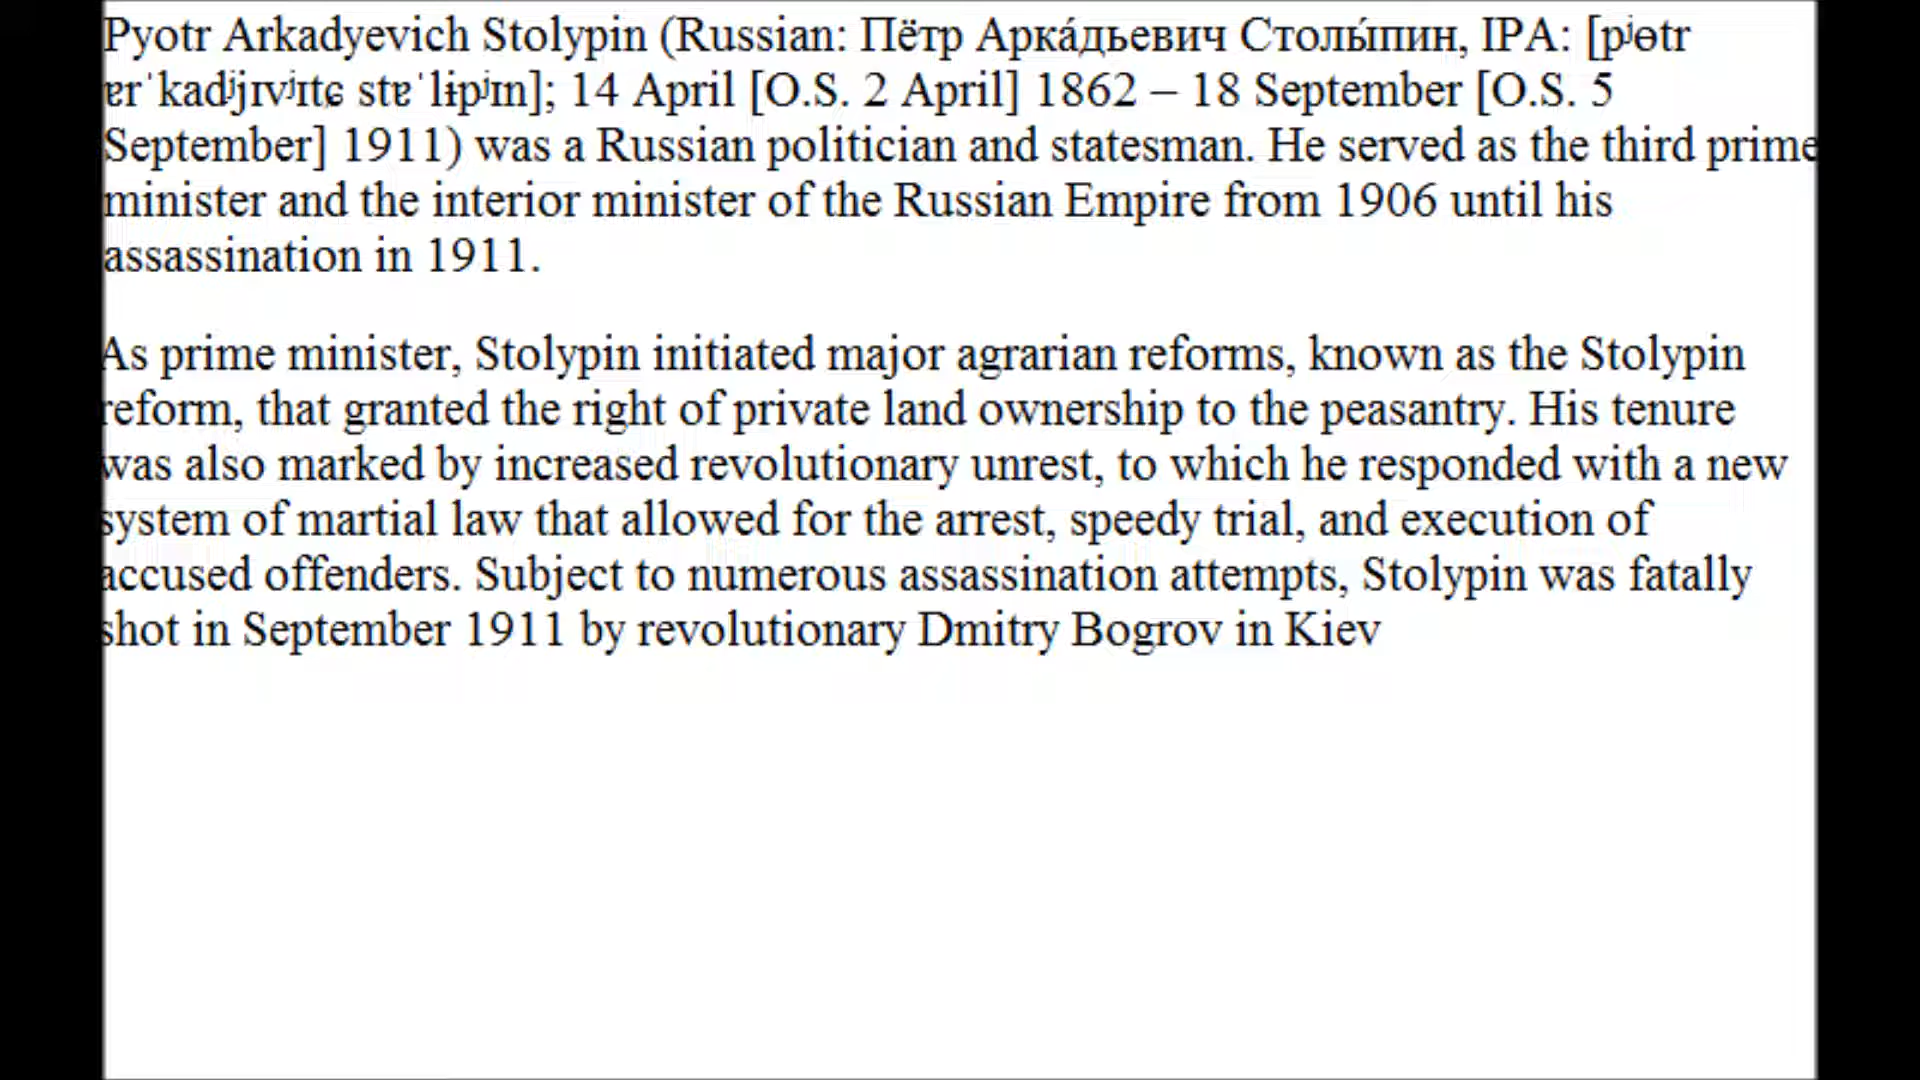 Pyotr Arkadyevich Stolypin (Russian: Пётр Арка́дьевич Столы́пин, IPA: [pʲɵtr
ɐrˈkadʲjɪvʲɪtɕ stɐˈlɨpʲɪn]; 14 April [O.S. 2 April] 1862 – 18 September [O.S. 5
September] 1911) was a Russian politician and statesman. He served as the third prime
minister and the interior minister of the Russian Empire from 1906 until his
assassination in 1911.

As prime minister, Stolypin initiated major agrarian reforms, known as the Stolypin
reform, that granted the right of private land ownership to the peasantry. His tenure
was also marked by increased revolutionary unrest, to which he responded with a new
system of martial law that allowed for the arrest, speedy trial, and execution of
accused offenders. Subject to numerous assassination attempts, Stolypin was fatally
shot in September 1911 by revolutionary Dmitry Bogrov in Kiev